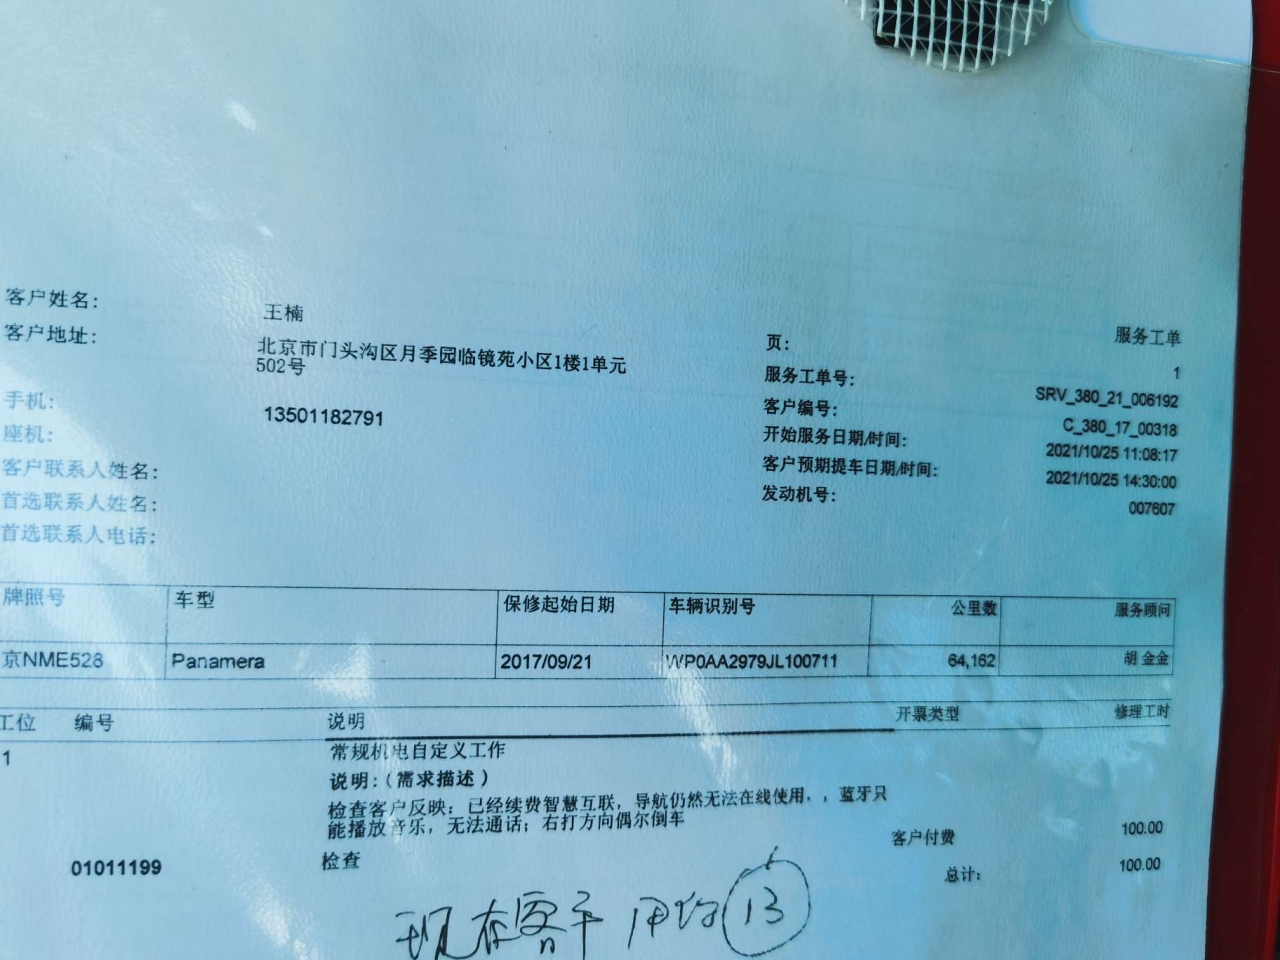 服务工单
客户姓名: 王楠
客户地址: 北京市门头沟区月季园临镜苑小区1楼1单元
502号
手机: 13501182791
座机:
客户联系人姓名:
首选联系人姓名:
首选联系人电话:
页: 1
服务工单号: SRV_380_21_006192
客户编号: C_380_17_00318
开始服务日期/时间: 2021/10/25 11:08:17
客户预期提车日期/时间: 2021/10/25 14:30:00
发动机号: 007607
牌照号 车型 保修起始日期 车辆识别号 公里数 服务顾问
京NME528 Panamera 2017/09/21 WP0AA2979JL100711 64,162 胡 金金
工位 编号 说明 开票类型 修理工时
1 常规机电自定义工作
说明:(需求描述)
检查客户反映：已经续费智慧互联，导航仍然无法在线使用，，蓝牙只
能播放音乐，无法通话；右打方向偶尔倒车
客户付费 100.00
01011199 检查
总计: 100.00
现在客 13